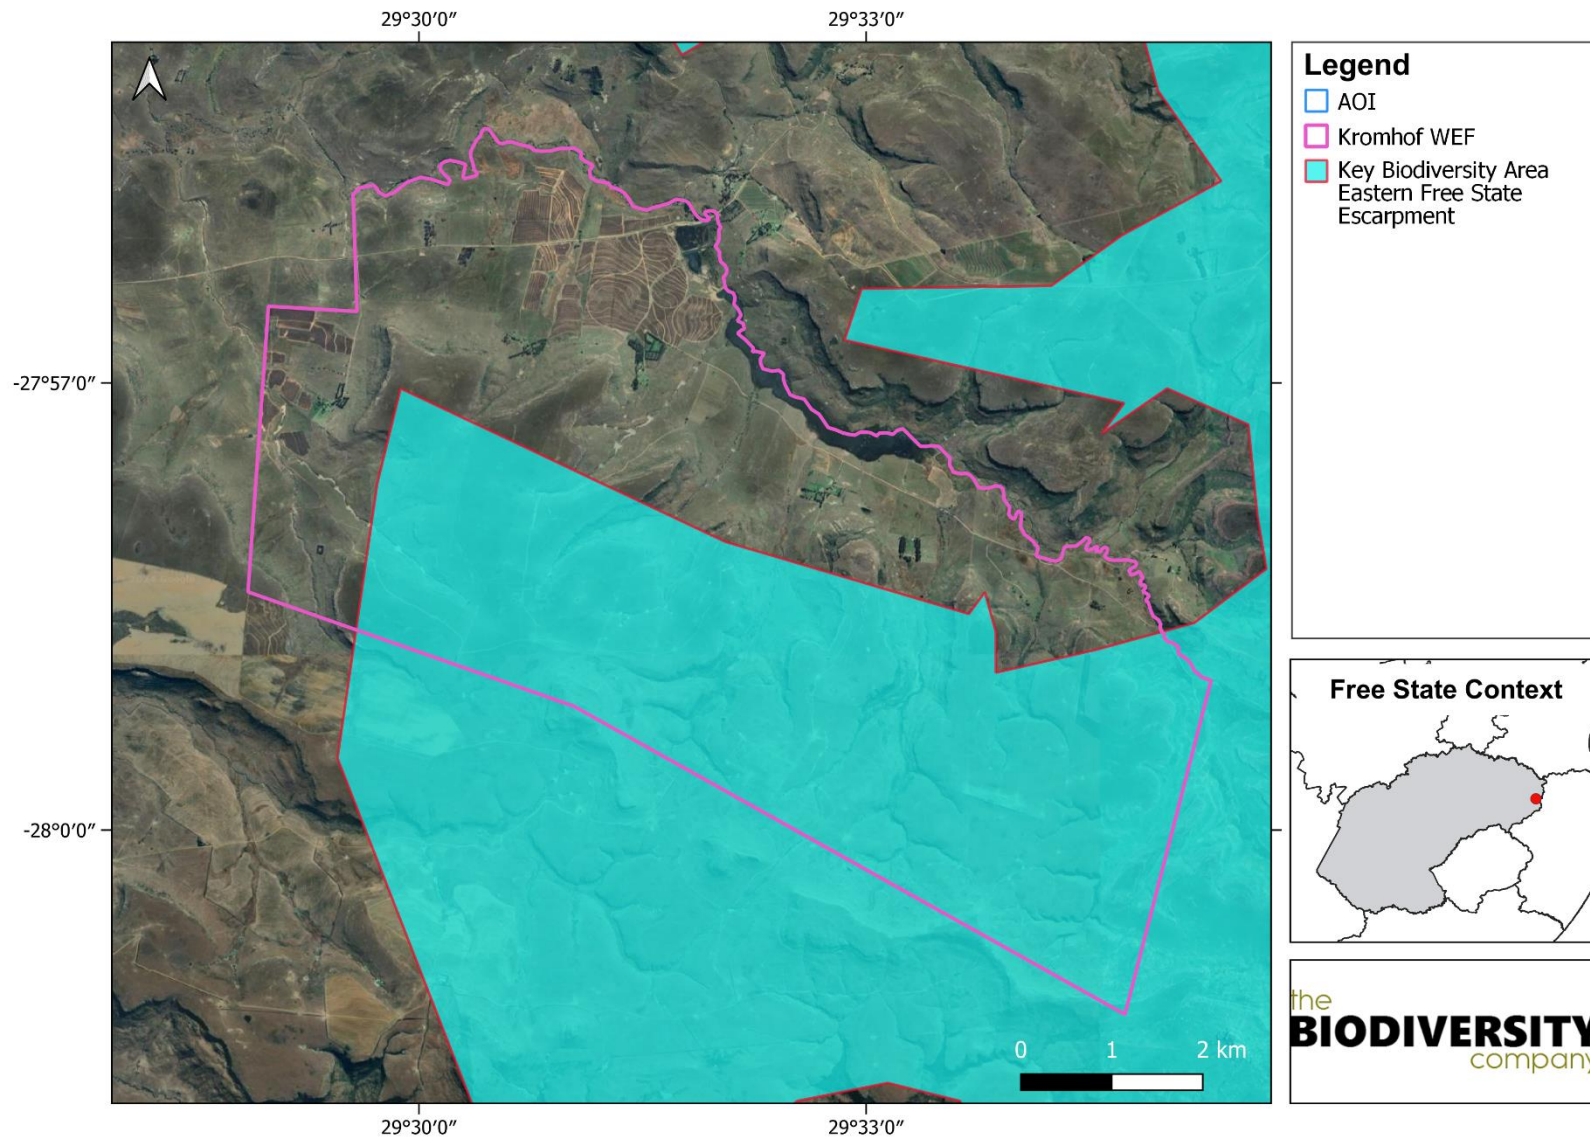 29°30′0″ 29°33′0″
Legend
AOI
Kromhof WEF
Key Biodiversity Area
Eastern Free State
Escarpment
-27°57′0″
-28°0′0″
0 1 2 km
29°30′0″ 29°33′0″
Free State Context
the
BIODIVERSITY
company